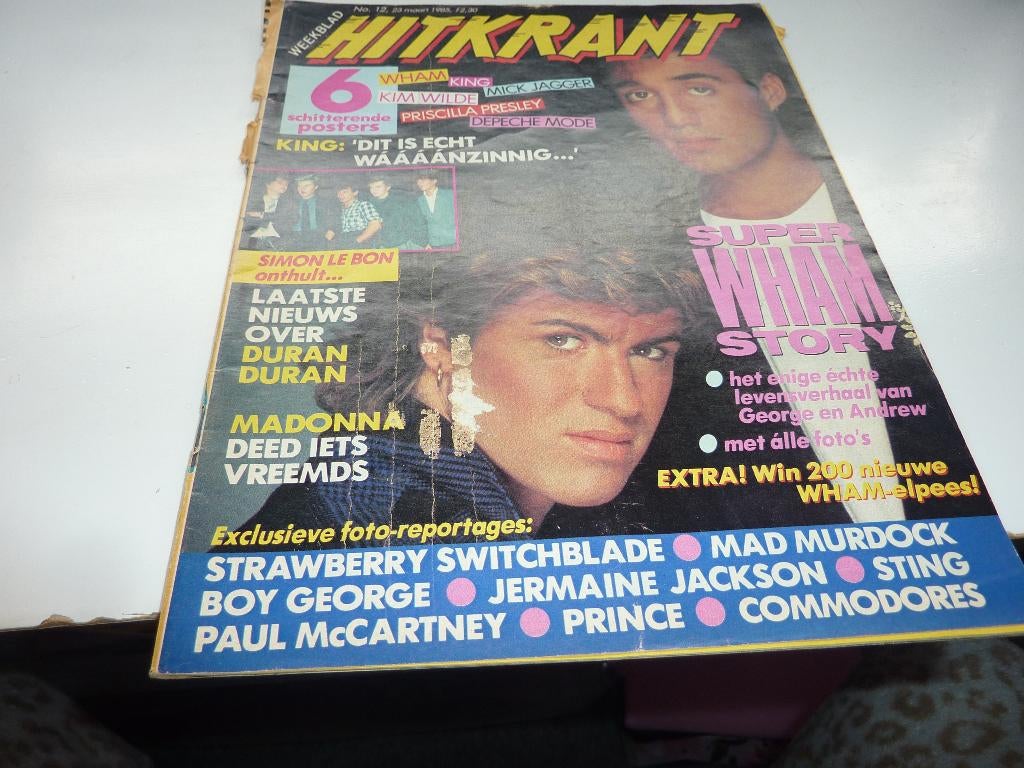 No. 12, 23 maart 1985, f2,30
WEEKBLAD
HITKRANT
6
schitterende
posters
WHAM
KING
MICK JAGGER
KIM WILDE
PRISCILLA PRESLEY
DEPECHE MODE
KING: 'DIT IS ECHT
WÁÁÁÁNZINNIG...'
SIMON LE BON
onthult...
LAATSTE
NIEUWS
OVER
DURAN
DURAN
MADONNA
DEED IETS
VREEMDS
SUPER
WHAM
STORY
het enige échte
levensverhaal van
George en Andrew
met álle foto's
EXTRA! Win 200 nieuwe
WHAM-elpees!
Exclusieve foto-reportages:
STRAWBERRY SWITCHBLADE ● MAD MURDOCK
BOY GEORGE ● JERMAINE JACKSON ● STING
PAUL McCARTNEY ● PRINCE ● COMMODORES